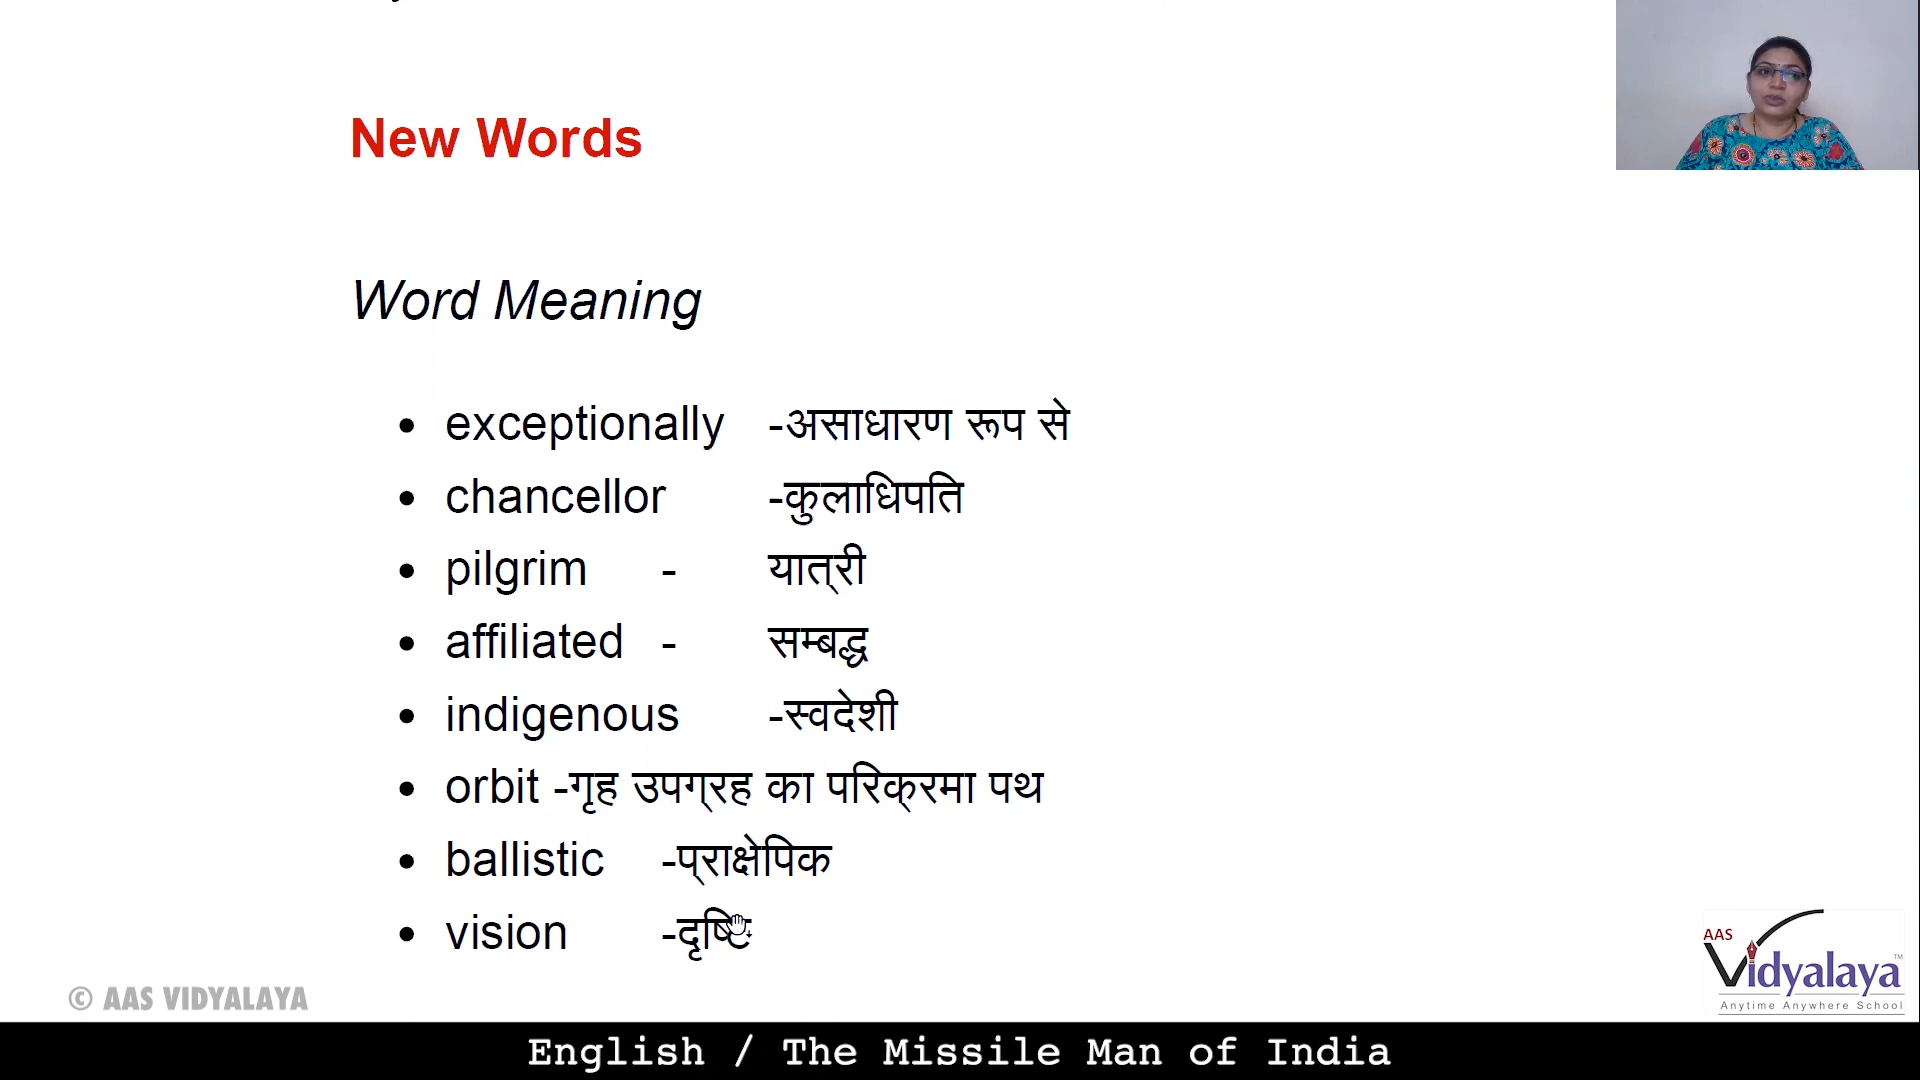 New Words
Word Meaning
• exceptionally -असाधारण रूप से
• chancellor -कुलाधिपति
• pilgrim - यात्री
• affiliated - सम्बद्ध
• indigenous -स्वदेशी
• orbit -गृह उपग्रह का परिक्रमा पथ
• ballistic -प्राक्षेपिक
• vision -दृष्टि
AAS
Vidyalaya™
Anytime Anywhere School
© AAS VIDYALAYA
English / The Missile Man of India